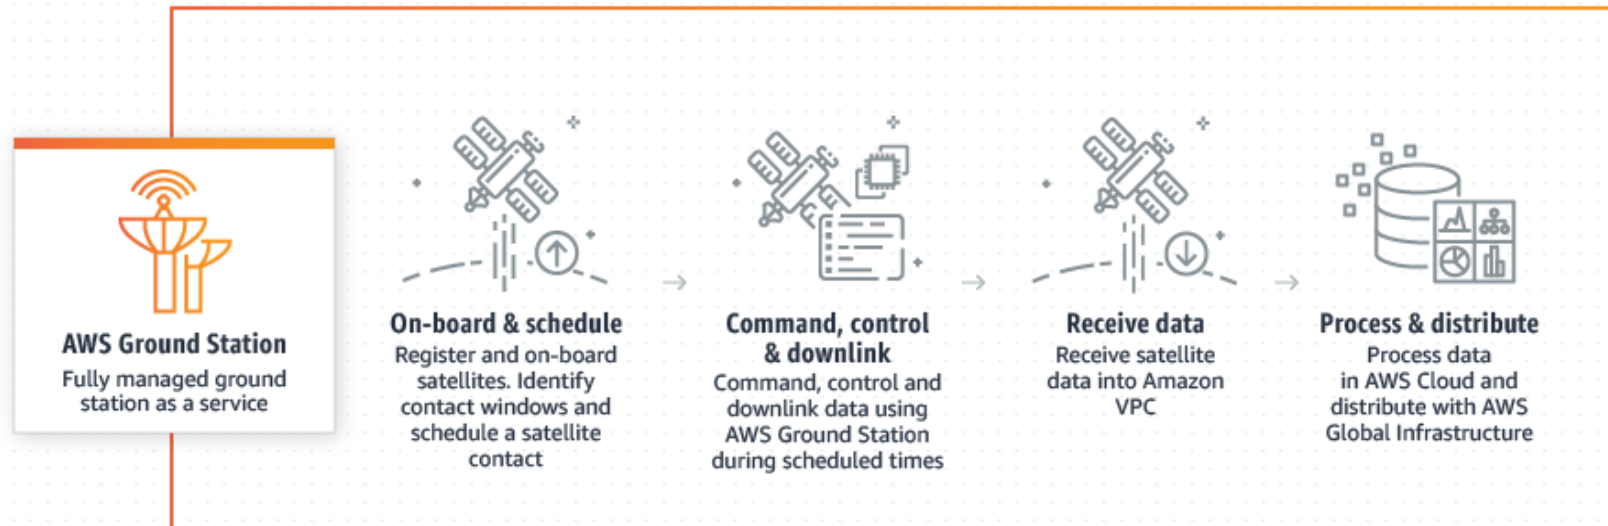 AWS Ground Station
Fully managed ground
station as a service
On-board & schedule
Register and on-board
satellites. Identify
contact windows and
schedule a satellite
contact
Command, control
& downlink
Command, control and
downlink data using
AWS Ground Station
during scheduled times
Receive data
Receive satellite
data into Amazon
VPC
Process & distribute
Process data
in AWS Cloud and
distribute with AWS
Global Infrastructure